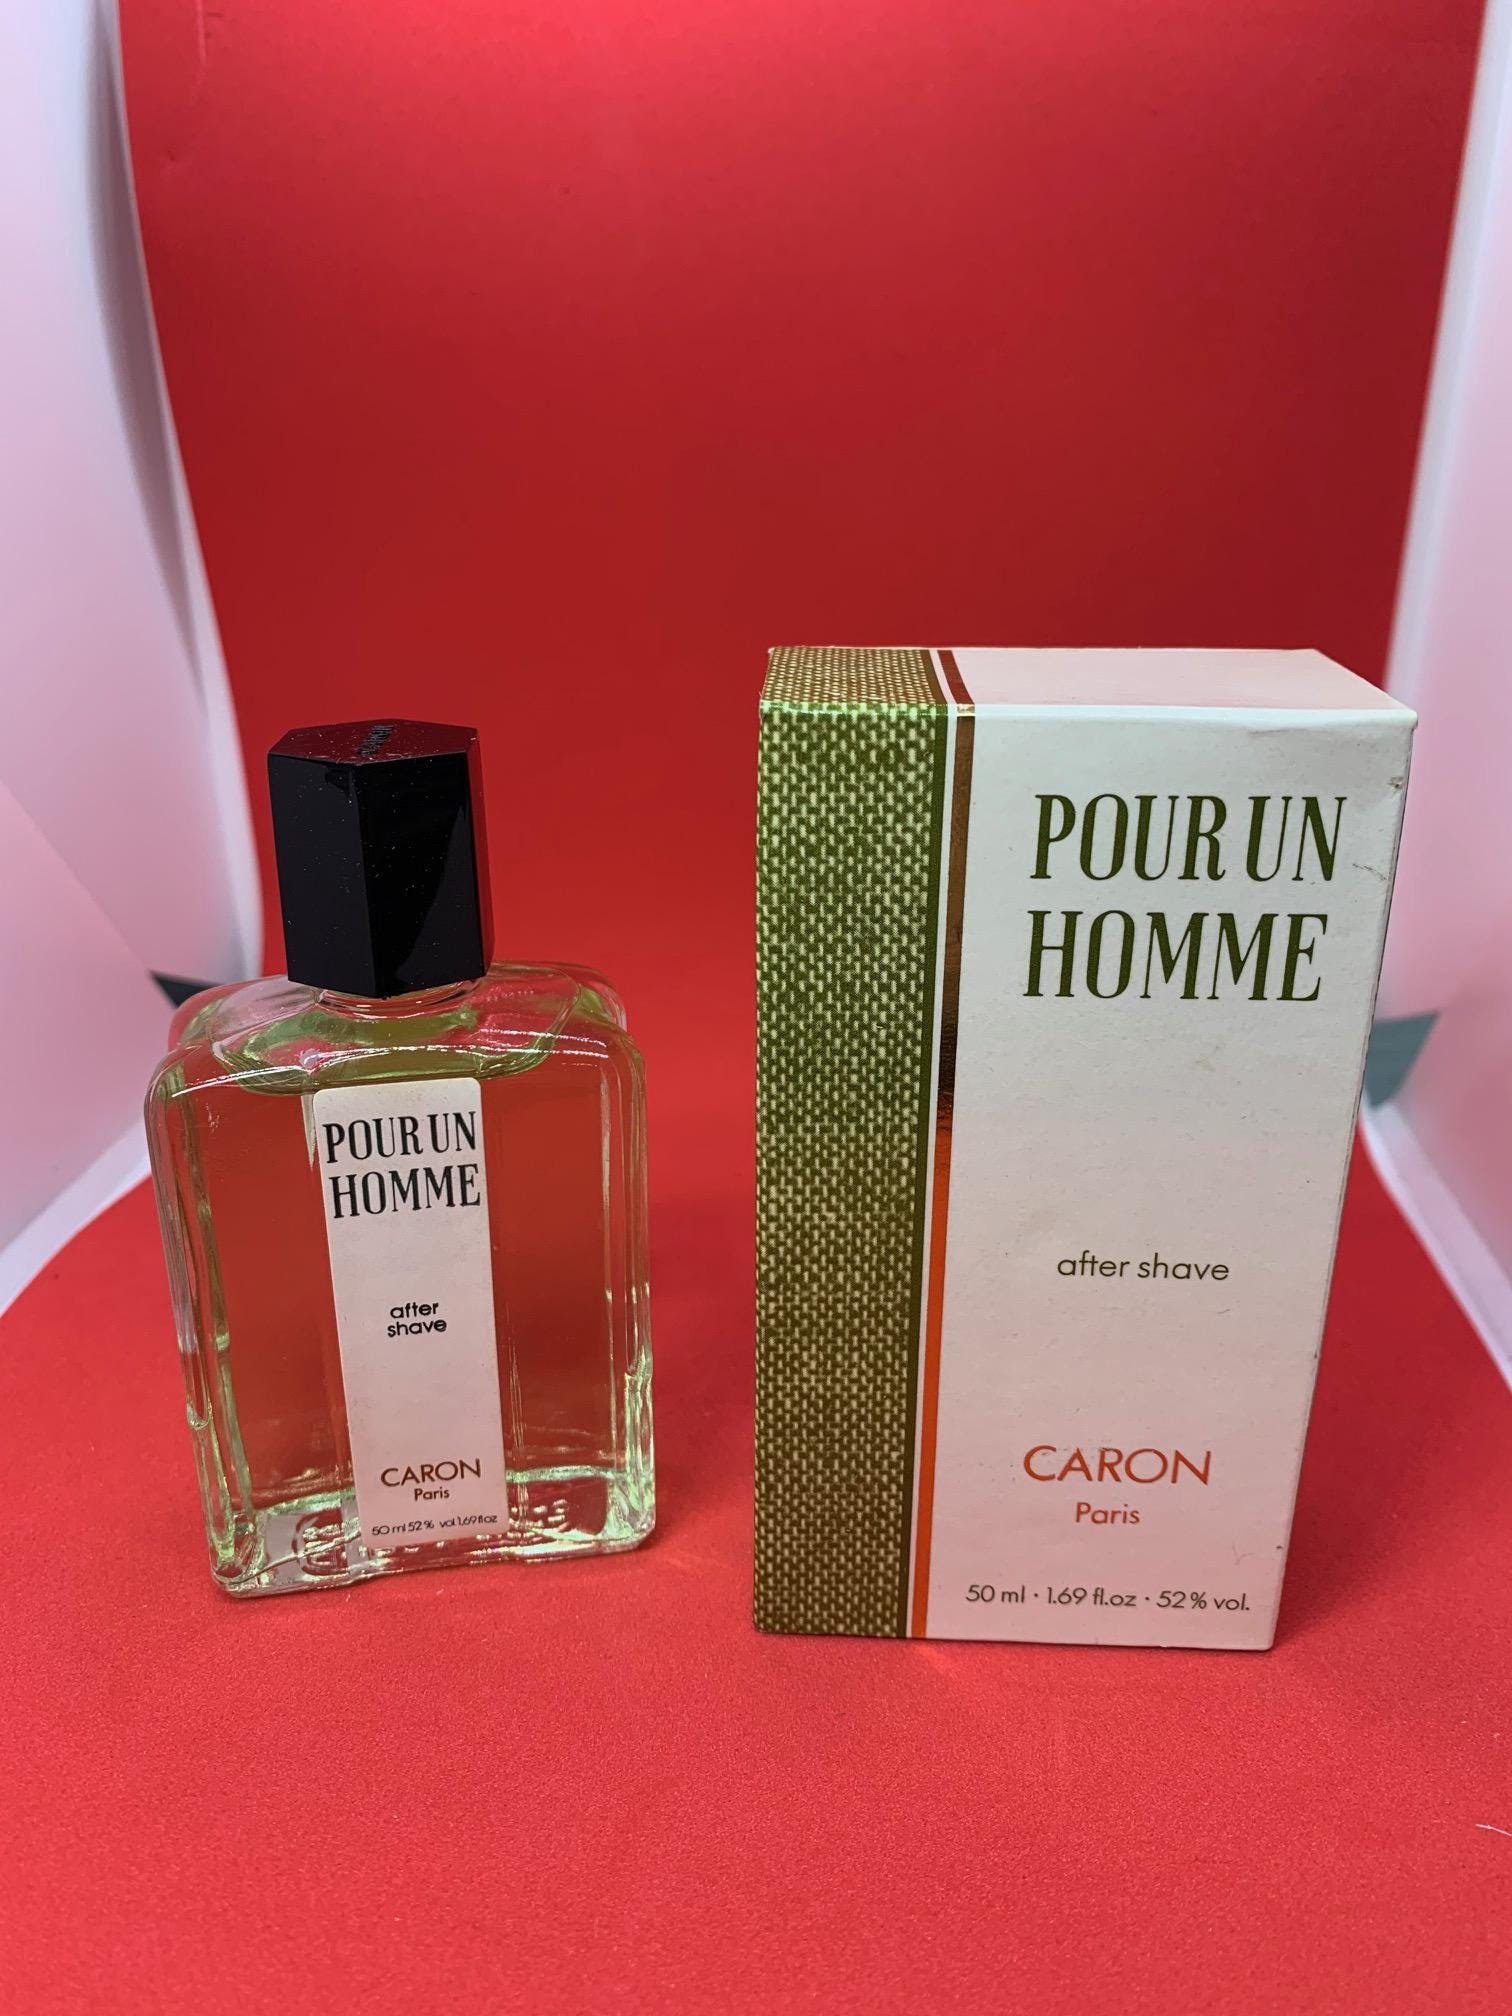 POUR UN
HOMME
after
shave
CARON
Paris
50 ml 52% vol. 1.69 fl oz
POUR UN
HOMME
after shave
CARON
Paris
50 ml · 1.69 fl.oz · 52% vol.